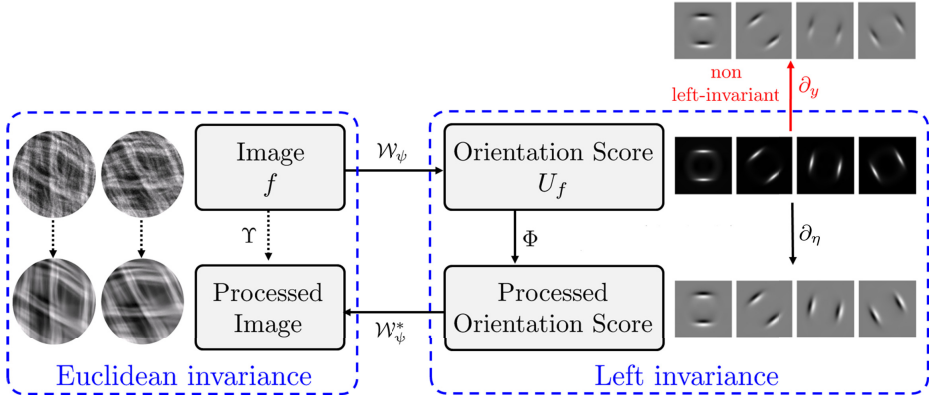 non
left-invariant
∂_y
Image
f
𝒲_ψ
Orientation Score
U_f
Υ
Φ
∂_η
Processed
Image
𝒲*_ψ
Processed
Orientation Score
Euclidean invariance
Left invariance